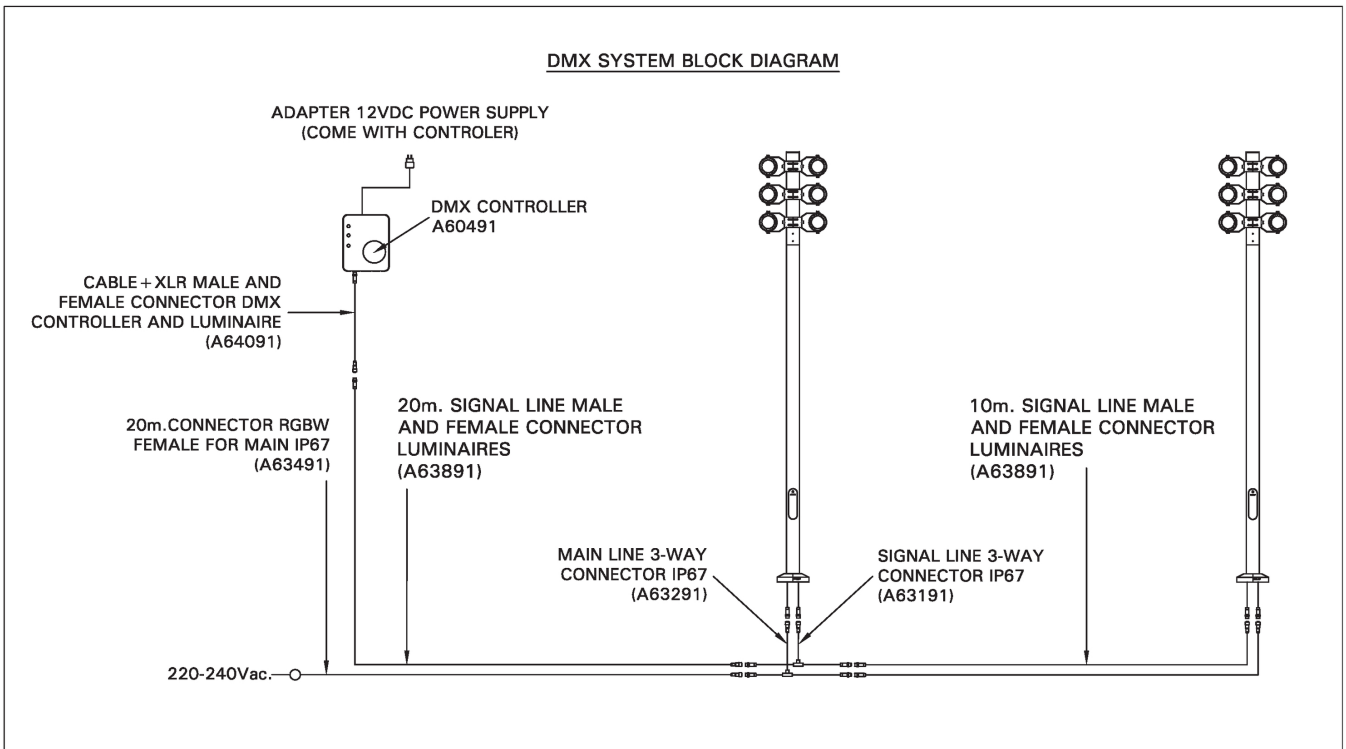 DMX SYSTEM BLOCK DIAGRAM
ADAPTER 12VDC POWER SUPPLY
(COME WITH CONTROLER)
DMX CONTROLLER
A60491
CABLE+XLR MALE AND
FEMALE CONNECTOR DMX
CONTROLLER AND LUMINAIRE
(A64091)
20m.CONNECTOR RGBW
FEMALE FOR MAIN IP67
(A63491)
20m. SIGNAL LINE MALE
AND FEMALE CONNECTOR
LUMINAIRES
(A63891)
10m. SIGNAL LINE MALE
AND FEMALE CONNECTOR
LUMINAIRES
(A63891)
MAIN LINE 3-WAY
CONNECTOR IP67
(A63291)
SIGNAL LINE 3-WAY
CONNECTOR IP67
(A63191)
220-240Vac.